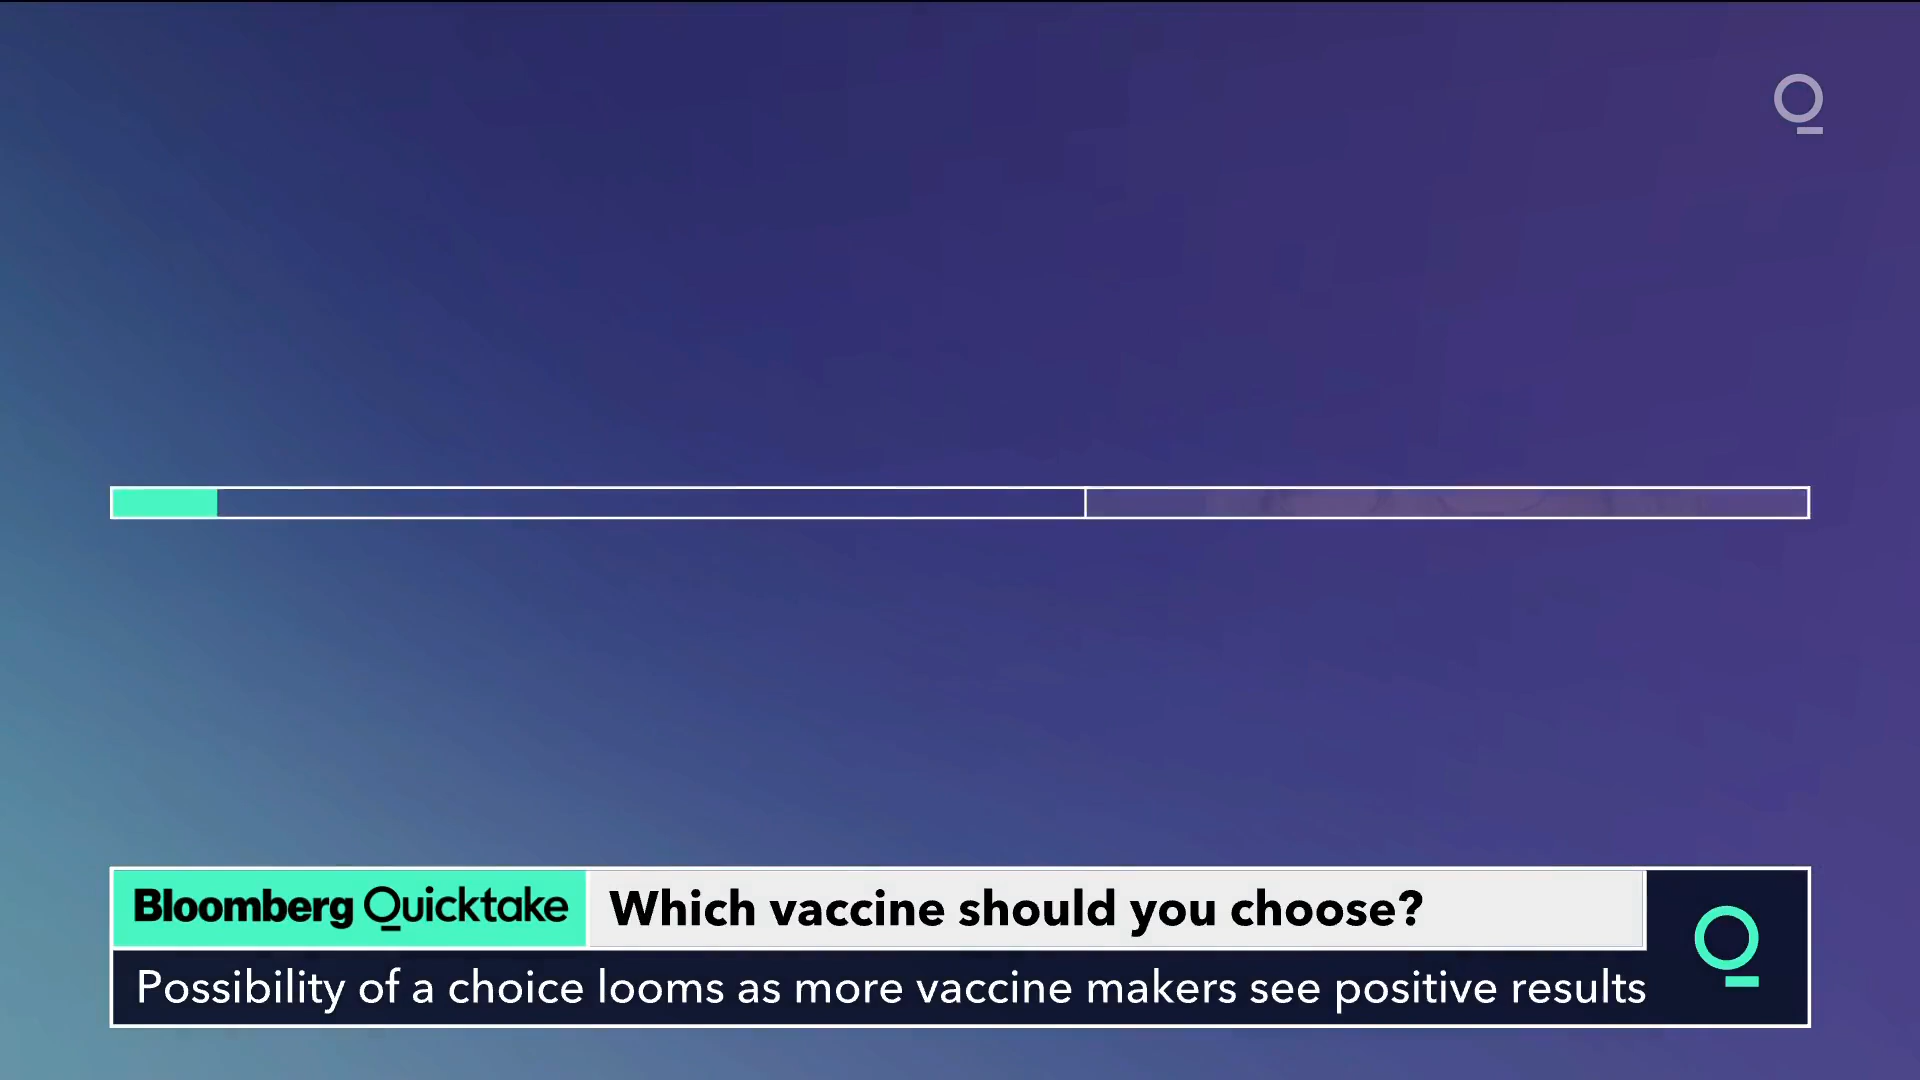 Bloomberg Quicktake
Which vaccine should you choose?
Possibility of a choice looms as more vaccine makers see positive results